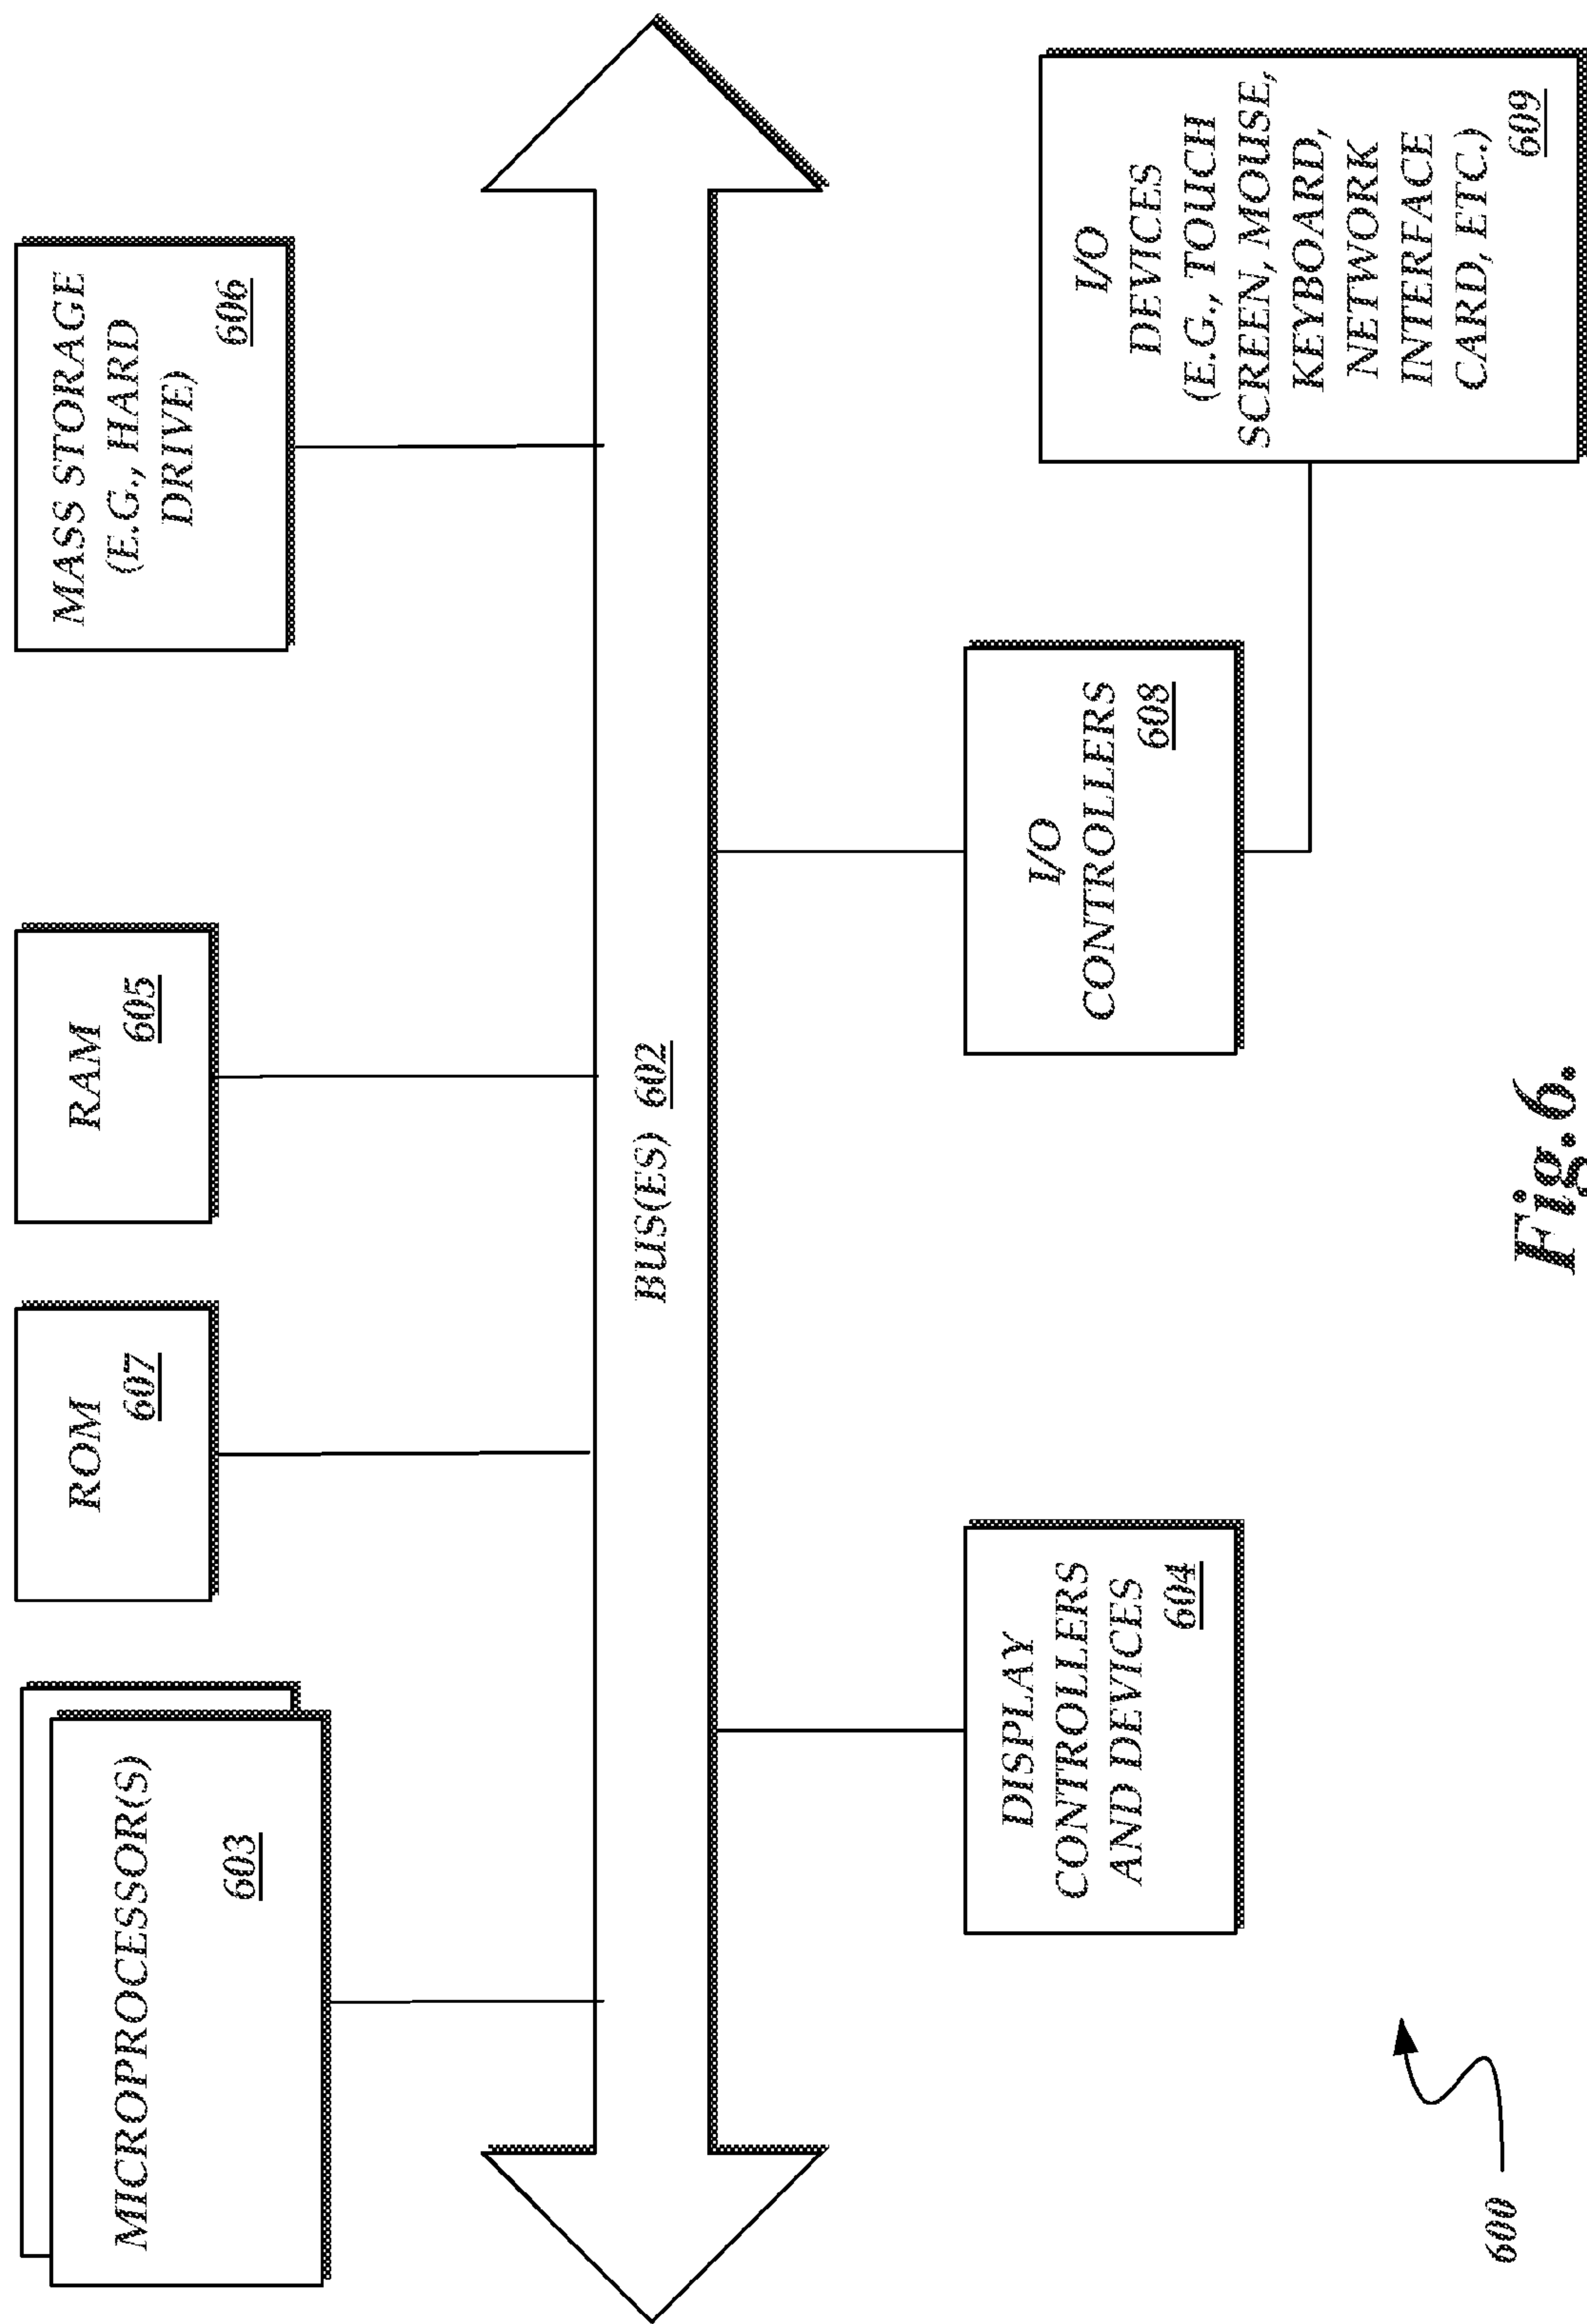 MICROPROCESSOR(S)
603
ROM
607
RAM
605
MASS STORAGE
(E.G., HARD
DRIVE)
606
BUS(ES) 602
DISPLAY
CONTROLLERS
AND DEVICES
604
I/O
CONTROLLERS
608
I/O
DEVICES
(E.G., TOUCH
SCREEN, MOUSE,
KEYBOARD,
NETWORK
INTERFACE
CARD, ETC.)
609
600
Fig.6.